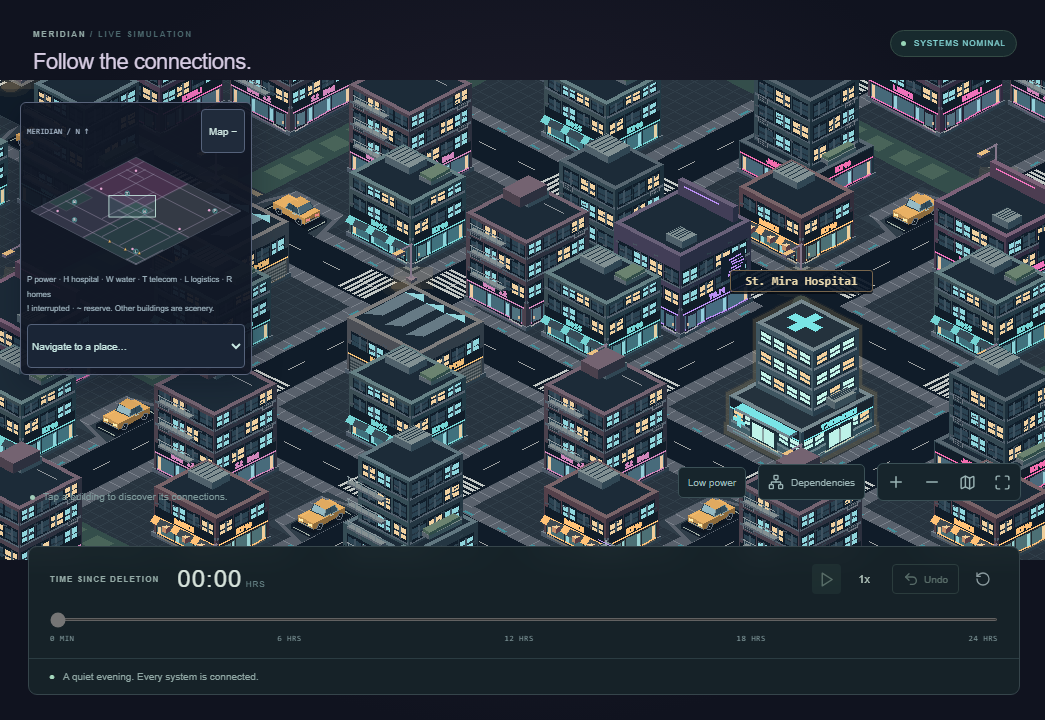 MERIDIAN / LIVE SIMULATION
Follow the connections.
SYSTEMS NOMINAL
MERIDIAN / N ↑
Map −
P power · H hospital · W water · T telecom · L logistics · R
homes
! interrupted · ~ reserve. Other buildings are scenery.
Navigate to a place...
St. Mira Hospital
Tap a building to discover its connections.
Low power
Dependencies
TIME SINCE DELETION
00:00 HRS
1x
Undo
0 MIN
6 HRS
12 HRS
18 HRS
24 HRS
A quiet evening. Every system is connected.